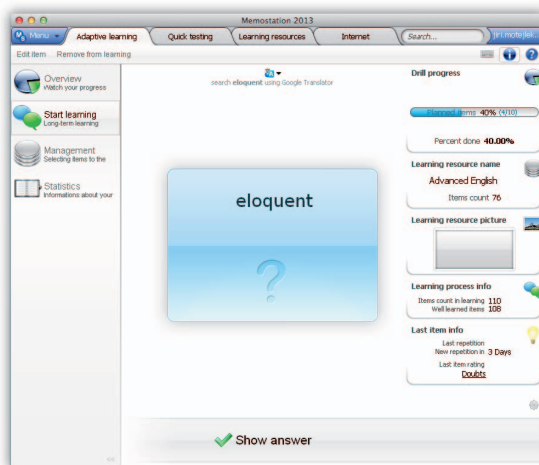 Memostation 2013
Menu
Adaptive learning
Quick testing
Learning resources
Internet
Search...
Edit item Remove from learning
Overview
Watch your progress
Start learning
Long-term learning
Management
Selecting items to the
Statistics
Informations about your
search eloquent using Google Translator
eloquent
?
Show answer
Drill progress
Planned items 40% (4/10)
Percent done 40.00%
Learning resource name
Advanced English
Items count 76
Learning resource picture
Learning process info
Items count in learning 110
Well learned items 108
Last item info
Last repetition
New repetition in 3 Days
Last item rating
Doubts